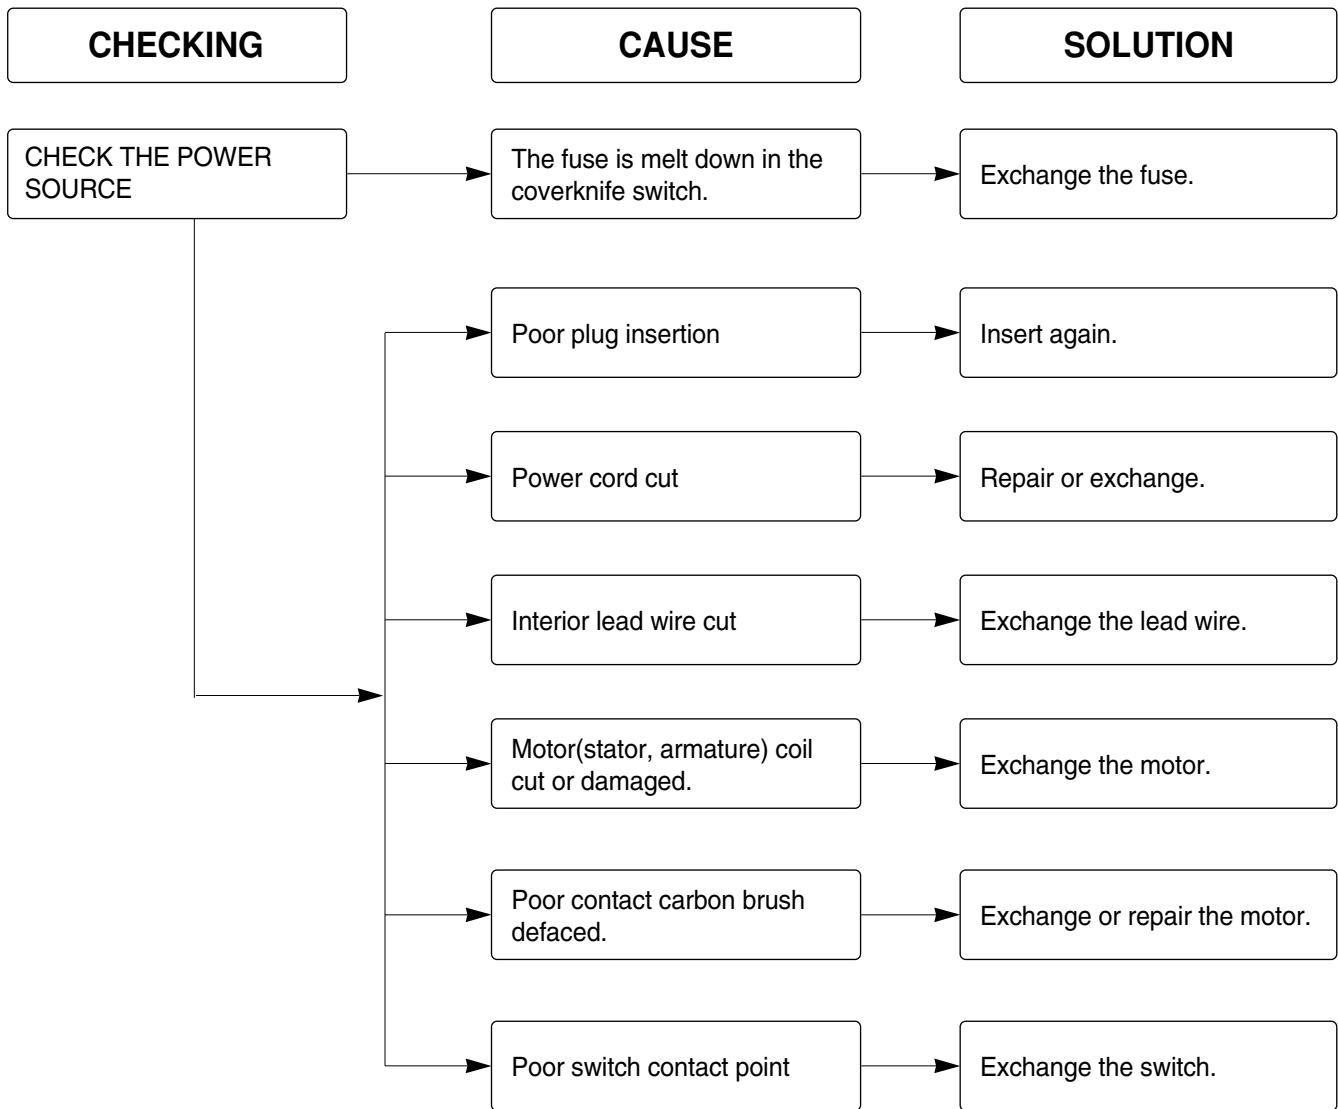 CHECKING
CAUSE
SOLUTION
CHECK THE POWER
SOURCE
The fuse is melt down in the
coverknife switch.
Exchange the fuse.
Poor plug insertion
Insert again.
Power cord cut
Repair or exchange.
Interior lead wire cut
Exchange the lead wire.
Motor(stator, armature) coil
cut or damaged.
Exchange the motor.
Poor contact carbon brush
defaced.
Exchange or repair the motor.
Poor switch contact point
Exchange the switch.